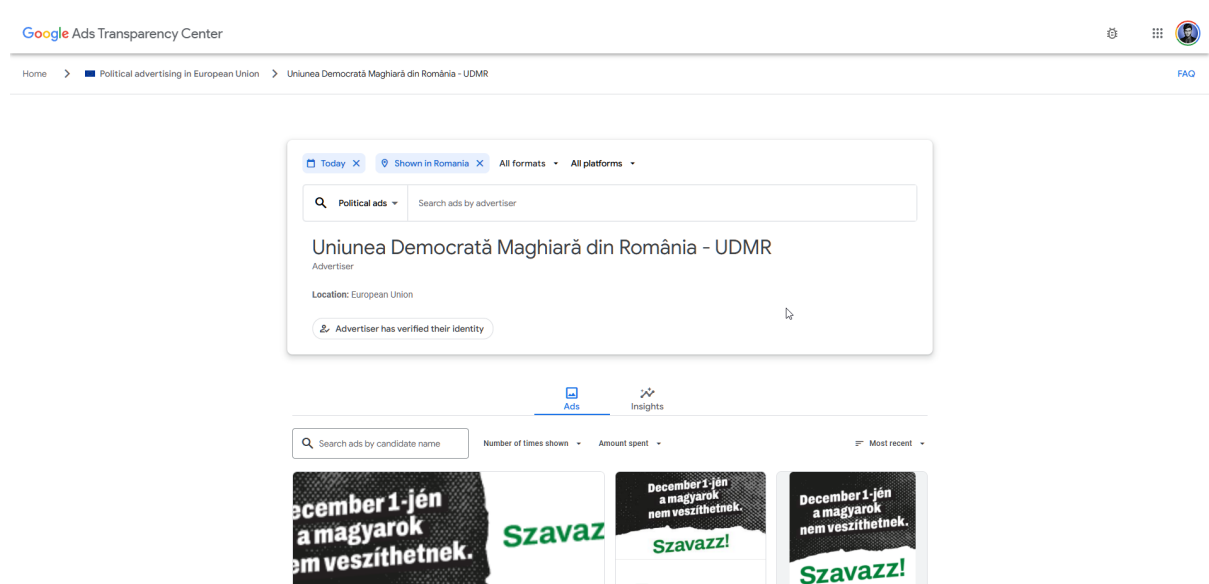 Google Ads Transparency Center
Home > Political advertising in European Union > Uniunea Democrată Maghiară din România - UDMR
FAQ
Today Shown in Romania All formats All platforms
Political ads Search ads by advertiser
Uniunea Democrată Maghiară din România - UDMR
Advertiser
Location: European Union
Advertiser has verified their identity
Ads Insights
Search ads by candidate name Number of times shown Amount spent Most recent
ecember 1-jén
a magyarok
em veszíthetnek.
Szavaz
December 1-jén
a magyarok
nem veszíthetnek.
Szavazz!
December 1-jén
a magyarok
nem veszíthetnek.
Szavazz!